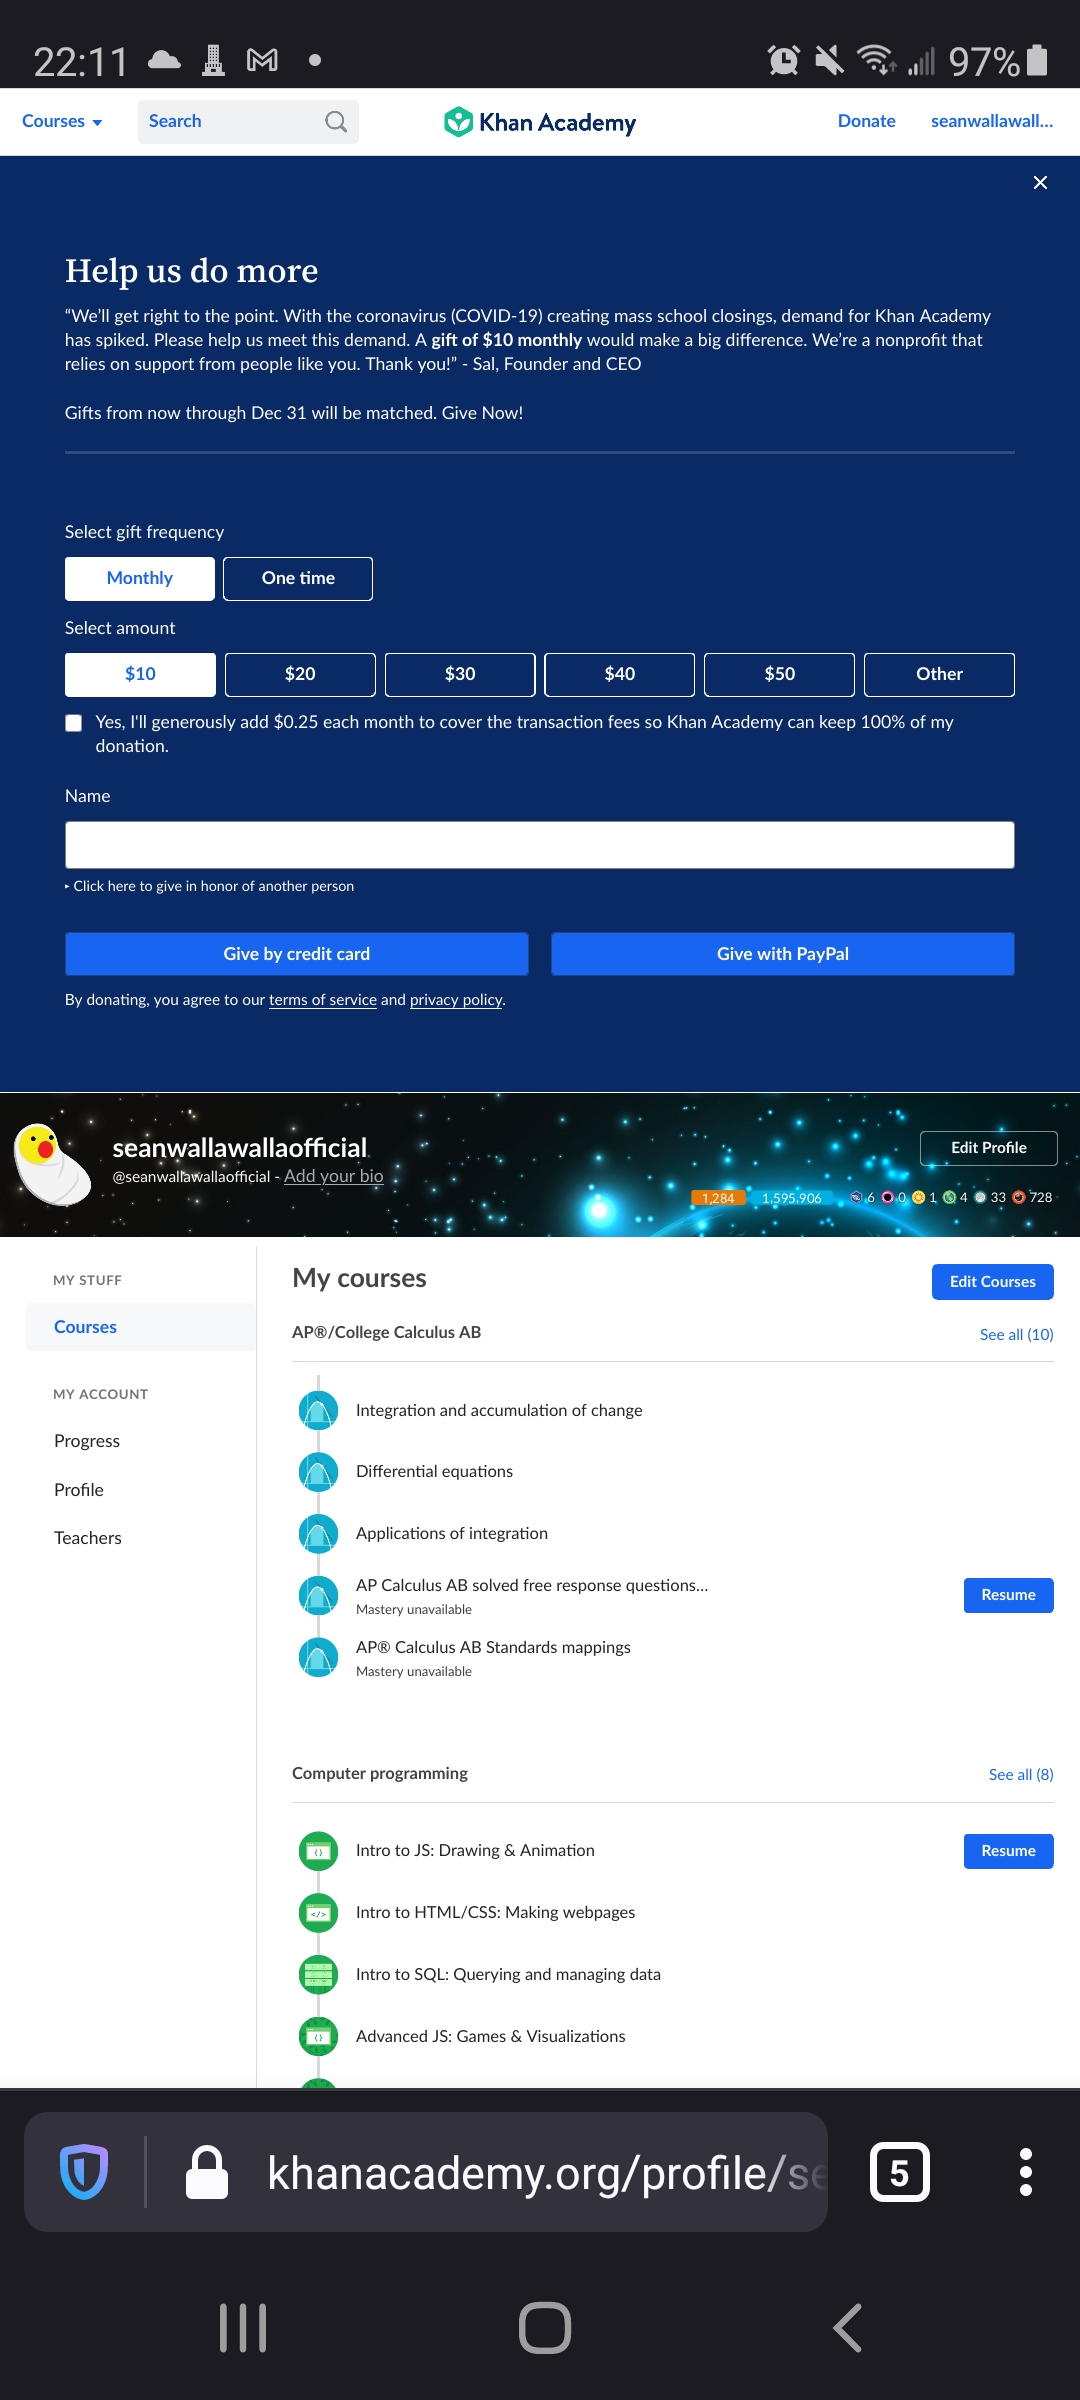 22:11
97%
Courses
Search
Khan Academy
Donate
seanwallawall...
Help us do more
“We’ll get right to the point. With the coronavirus (COVID-19) creating mass school closings, demand for Khan Academy
has spiked. Please help us meet this demand. A gift of $10 monthly would make a big difference. We’re a nonprofit that
relies on support from people like you. Thank you!” - Sal, Founder and CEO
Gifts from now through Dec 31 will be matched. Give Now!
Select gift frequency
Monthly
One time
Select amount
$10
$20
$30
$40
$50
Other
Yes, I'll generously add $0.25 each month to cover the transaction fees so Khan Academy can keep 100% of my
donation.
Name
Click here to give in honor of another person
Give by credit card
Give with PayPal
By donating, you agree to our terms of service and privacy policy.
seanwallawallaofficial
@seanwallawallaofficial - Add your bio
Edit Profile
1,284
1,595,906
6
0
1
4
33
728
MY STUFF
Courses
MY ACCOUNT
Progress
Profile
Teachers
My courses
Edit Courses
AP®/College Calculus AB
See all (10)
Integration and accumulation of change
Differential equations
Applications of integration
AP Calculus AB solved free response questions...
Mastery unavailable
Resume
AP® Calculus AB Standards mappings
Mastery unavailable
Computer programming
See all (8)
Intro to JS: Drawing & Animation
Resume
Intro to HTML/CSS: Making webpages
Intro to SQL: Querying and managing data
Advanced JS: Games & Visualizations
khanacademy.org/profile/se
5